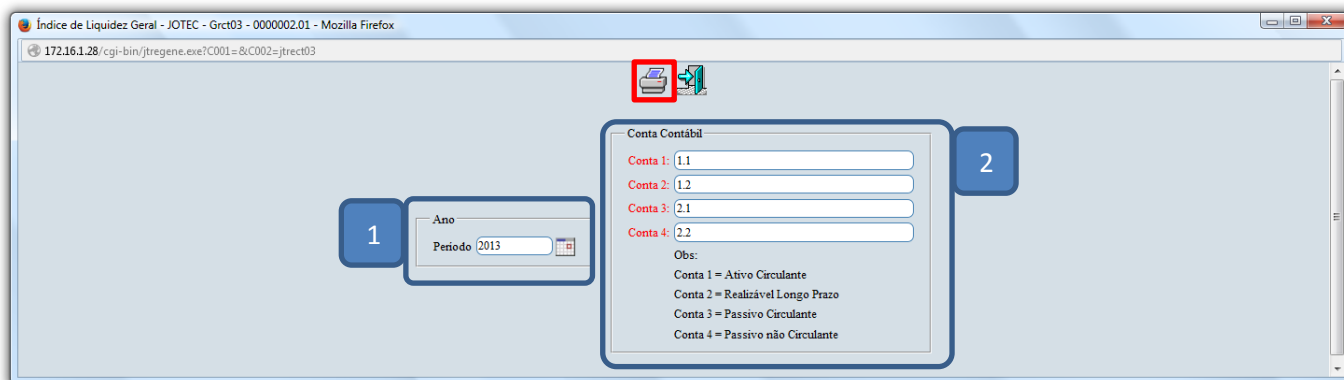 Índice de Liquidez Geral - JOTEC - Grct03 - 0000002.01 - Mozilla Firefox
172.16.1.28/cgi-bin/jtregene.exe?C001=&C002=jtrect03
1
Ano
Periodo 2013
Conta Contábil
Conta 1: 1.1
Conta 2: 1.2
Conta 3: 2.1
Conta 4: 2.2
Obs:
Conta 1 = Ativo Circulante
Conta 2 = Realizável Longo Prazo
Conta 3 = Passivo Circulante
Conta 4 = Passivo não Circulante
2